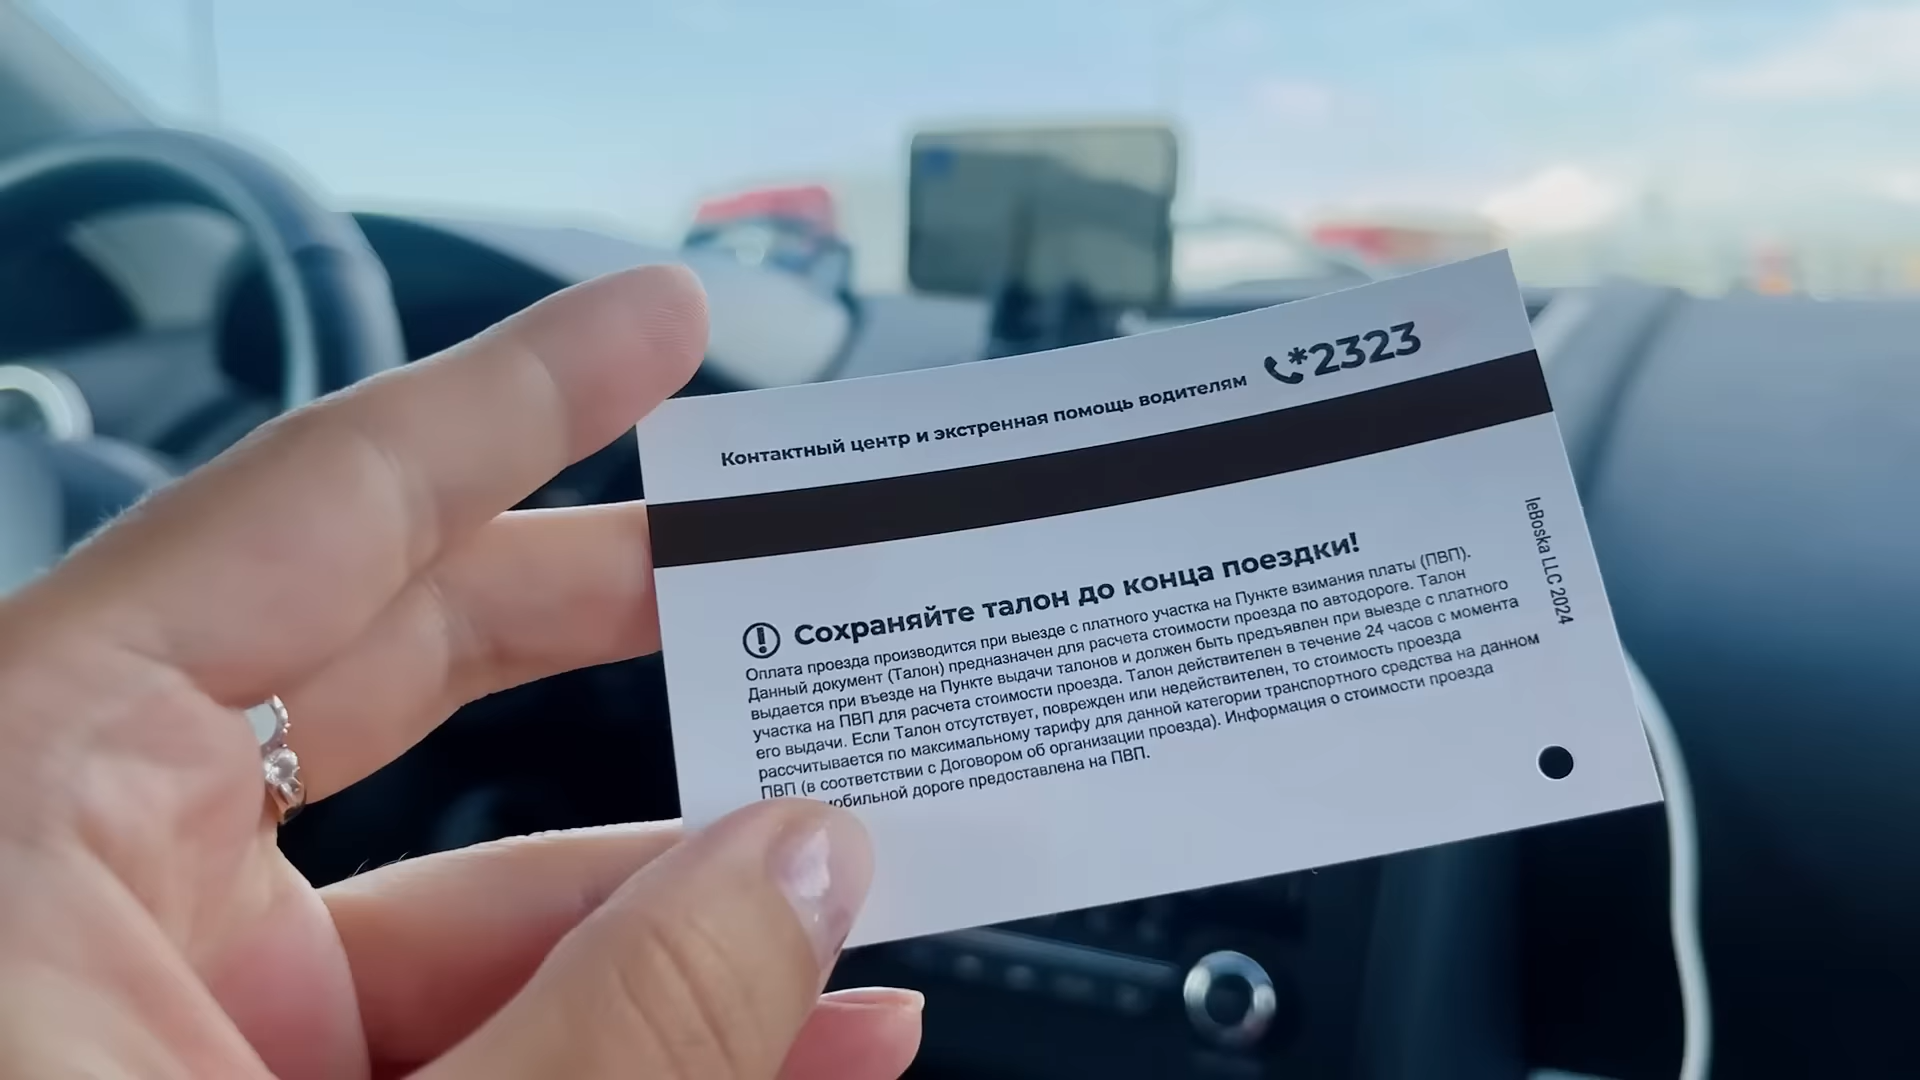 Контактный центр и экстренная помощь водителям *2323
Сохраняйте талон до конца поездки!
Оплата проезда производится при выезде с платного участка на Пункте взимания платы (ПВП).
Данный документ (Талон) предназначен для расчета стоимости проезда по автодороге. Талон
выдается при въезде на Пункте выдачи талонов и должен быть предъявлен при выезде с платного
участка на ПВП для расчета стоимости проезда. Талон действителен в течение 24 часов с момента
его выдачи. Если Талон отсутствует, поврежден или недействителен, то стоимость проезда
рассчитывается по максимальному тарифу для данной категории транспортного средства на данном
ПВП (в соответствии с Договором об организации проезда). Информация о стоимости проезда
дороге предоставлена на ПВП.
leBoska LLC 2024